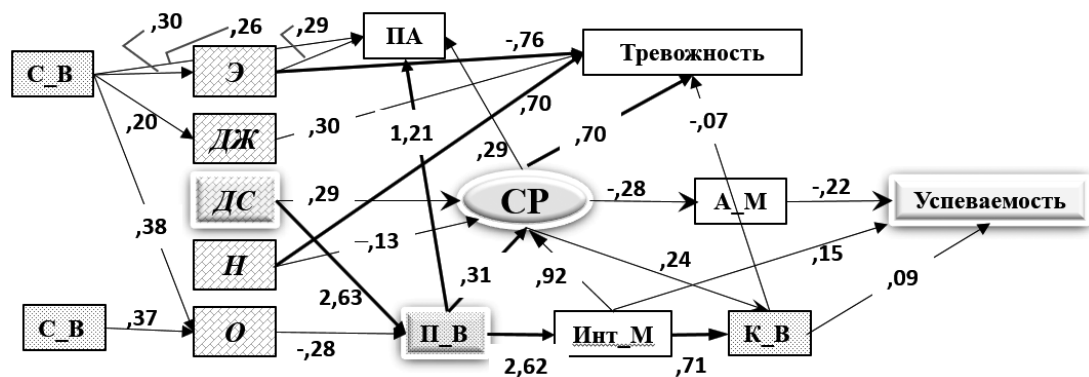 ,30
,26
,29
ПА
-,76
Тревожность
С_В
Э
,20
ДЖ
,30
1,21
,70
,29
,70
-,07
ДС
,29
СР
-,28
А_М
-,22
Успеваемость
,38
Н
-,13
,31
,92
,24
,15
,09
С_В
,37
О
2,63
-,28
П_В
2,62
Инт_М
,71
К_В